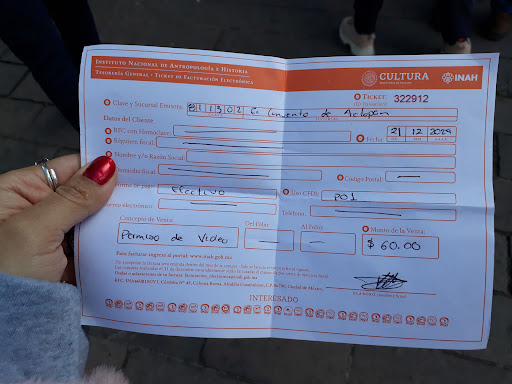 INSTITUTO NACIONAL DE ANTROPOLOGÍA E HISTORIA
TESORERÍA GENERAL · TICKET DE FACTURACIÓN ELECTRÓNICA
CULTURA
INAH
TICKET: 322912
Clave y Sucursal Emisora: 311302 Ex Convento de Actopan
Datos del Cliente
RFC con Homoclave:
Fecha 21 12 2024
Régimen fiscal:
Nombre y/o Razón Social
Domicilio fiscal
Código Postal:
Forma de pago: Efectivo
Uso CFDI: P01
Correo electrónico:
Teléfono:
Concepto de Venta: Del Folio: Al Folio: Monto de la Venta:
Permiso de Video $ 60.00
Para facturar ingrese al portal: www.inah.gob.mx
INTERESADO